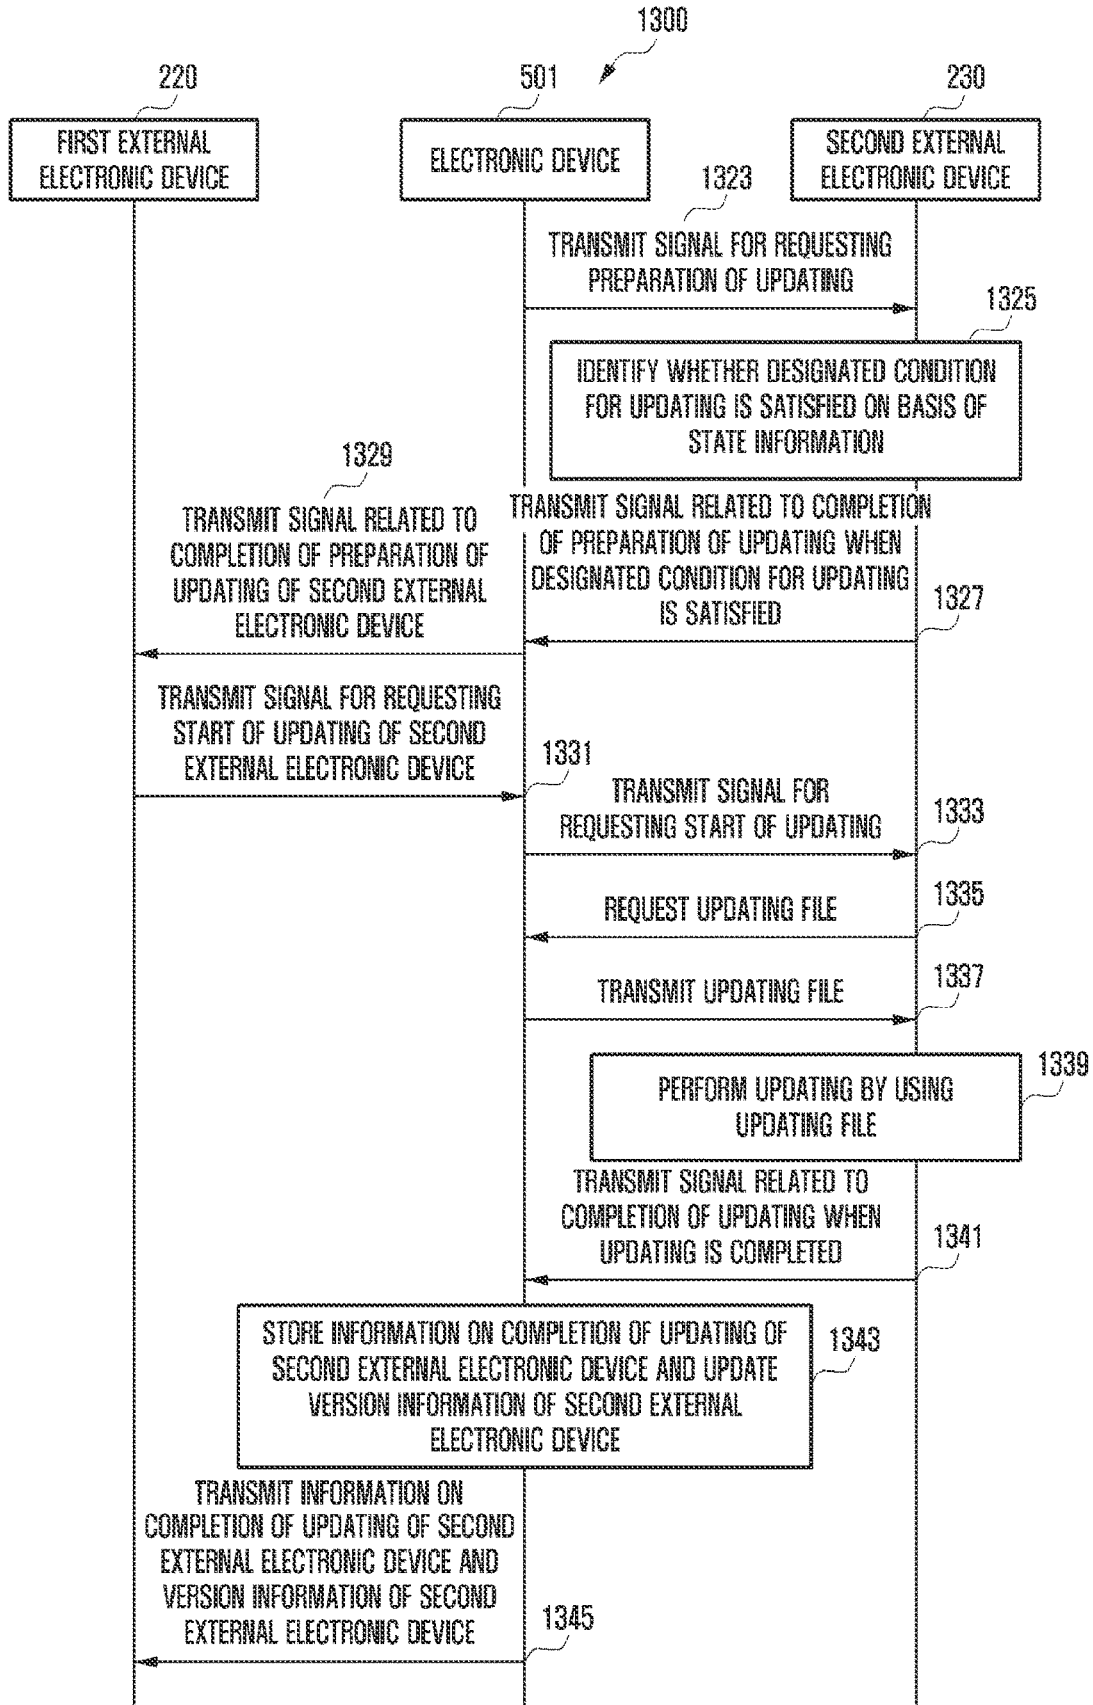 1300
220
501
230
FIRST EXTERNAL
ELECTRONIC DEVICE
ELECTRONIC DEVICE
SECOND EXTERNAL
ELECTRONIC DEVICE
1323
TRANSMIT SIGNAL FOR REQUESTING
PREPARATION OF UPDATING
1325
IDENTIFY WHETHER DESIGNATED CONDITION
FOR UPDATING IS SATISFIED ON BASIS OF
STATE INFORMATION
1329
TRANSMIT SIGNAL RELATED TO
COMPLETION OF PREPARATION OF
UPDATING OF SECOND EXTERNAL
ELECTRONIC DEVICE
TRANSMIT SIGNAL RELATED TO COMPLETION
OF PREPARATION OF UPDATING WHEN
DESIGNATED CONDITION FOR UPDATING
IS SATISFIED
1327
TRANSMIT SIGNAL FOR REQUESTING
START OF UPDATING OF SECOND
EXTERNAL ELECTRONIC DEVICE
1331
TRANSMIT SIGNAL FOR
REQUESTING START OF UPDATING
1333
REQUEST UPDATING FILE
1335
TRANSMIT UPDATING FILE
1337
PERFORM UPDATING BY USING
UPDATING FILE
1339
TRANSMIT SIGNAL RELATED TO
COMPLETION OF UPDATING WHEN
UPDATING IS COMPLETED
1341
STORE INFORMATION ON COMPLETION OF UPDATING OF
SECOND EXTERNAL ELECTRONIC DEVICE AND UPDATE
VERSION INFORMATION OF SECOND EXTERNAL
ELECTRONIC DEVICE
1343
TRANSMIT INFORMATION ON
COMPLETION OF UPDATING OF SECOND
EXTERNAL ELECTRONIC DEVICE AND
VERSION INFORMATION OF SECOND
EXTERNAL ELECTRONIC DEVICE
1345